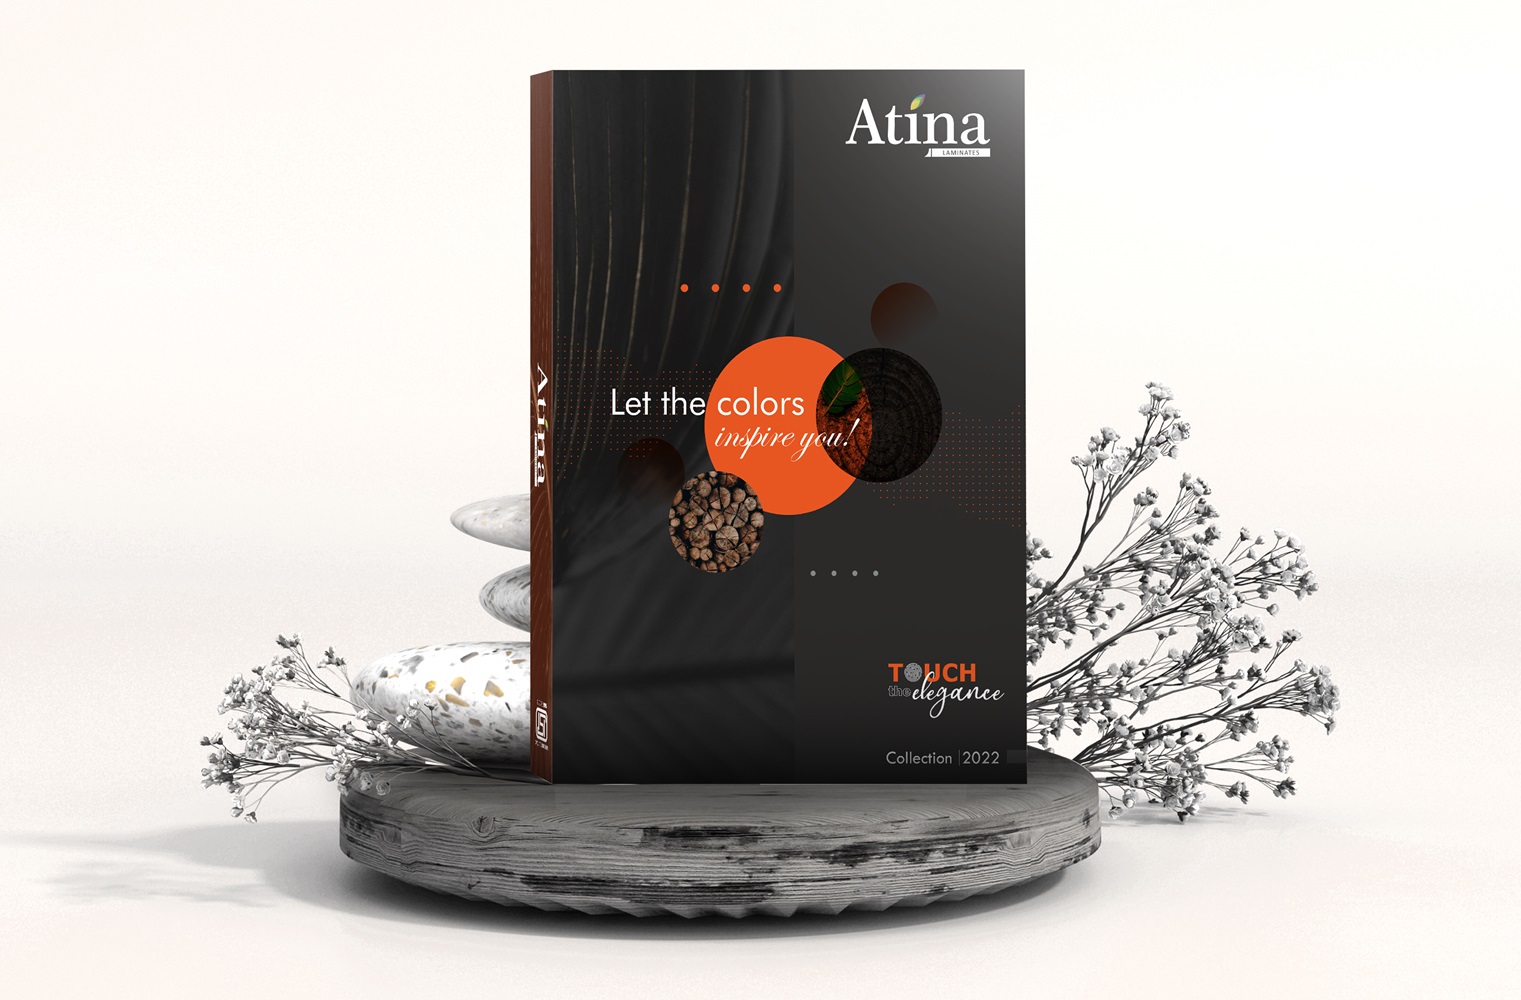 Atina
LAMINATES
Let the colors
inspire you!
Atina
TOUCH
the elegance
Collection | 2022